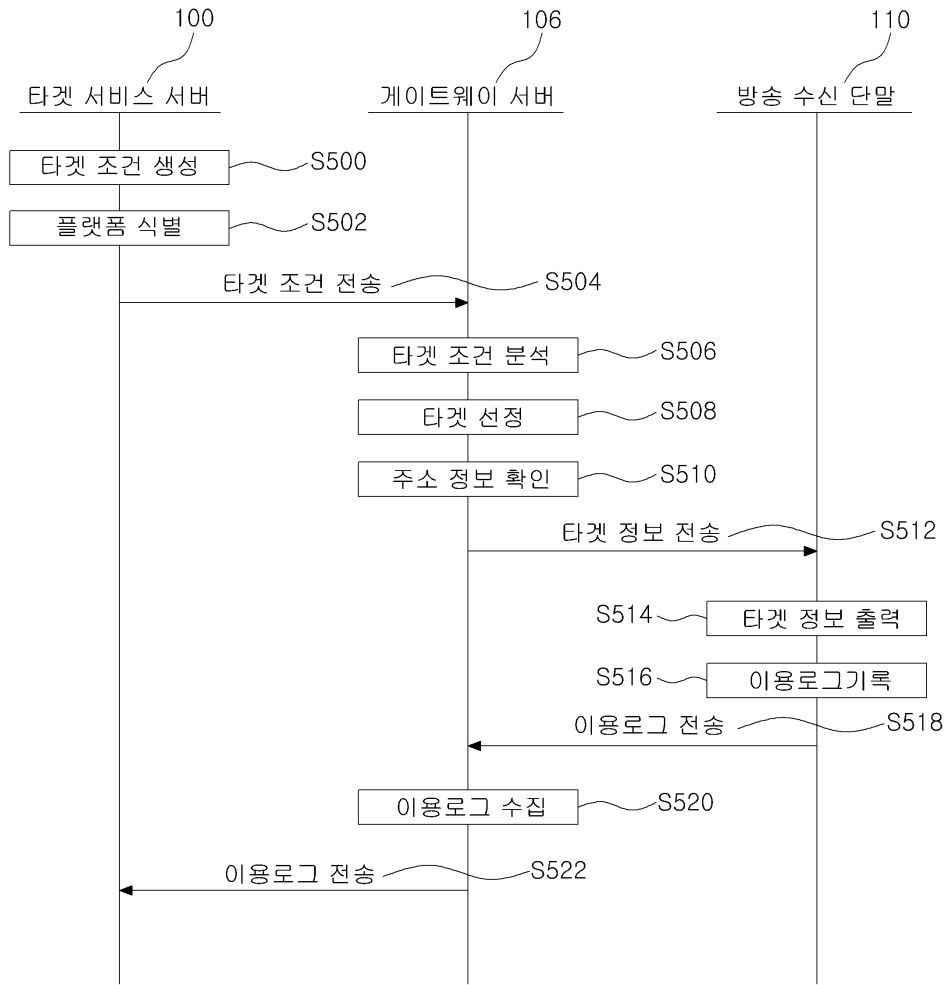 100
106
110
타겟 서비스 서버
게이트웨이 서버
방송 수신 단말
타겟 조건 생성
S500
플랫폼 식별
S502
타겟 조건 전송
S504
타겟 조건 분석
S506
타겟 선정
S508
주소 정보 확인
S510
타겟 정보 전송
S512
S514
타겟 정보 출력
S516
이용로그기록
이용로그 전송
S518
이용로그 수집
S520
이용로그 전송
S522